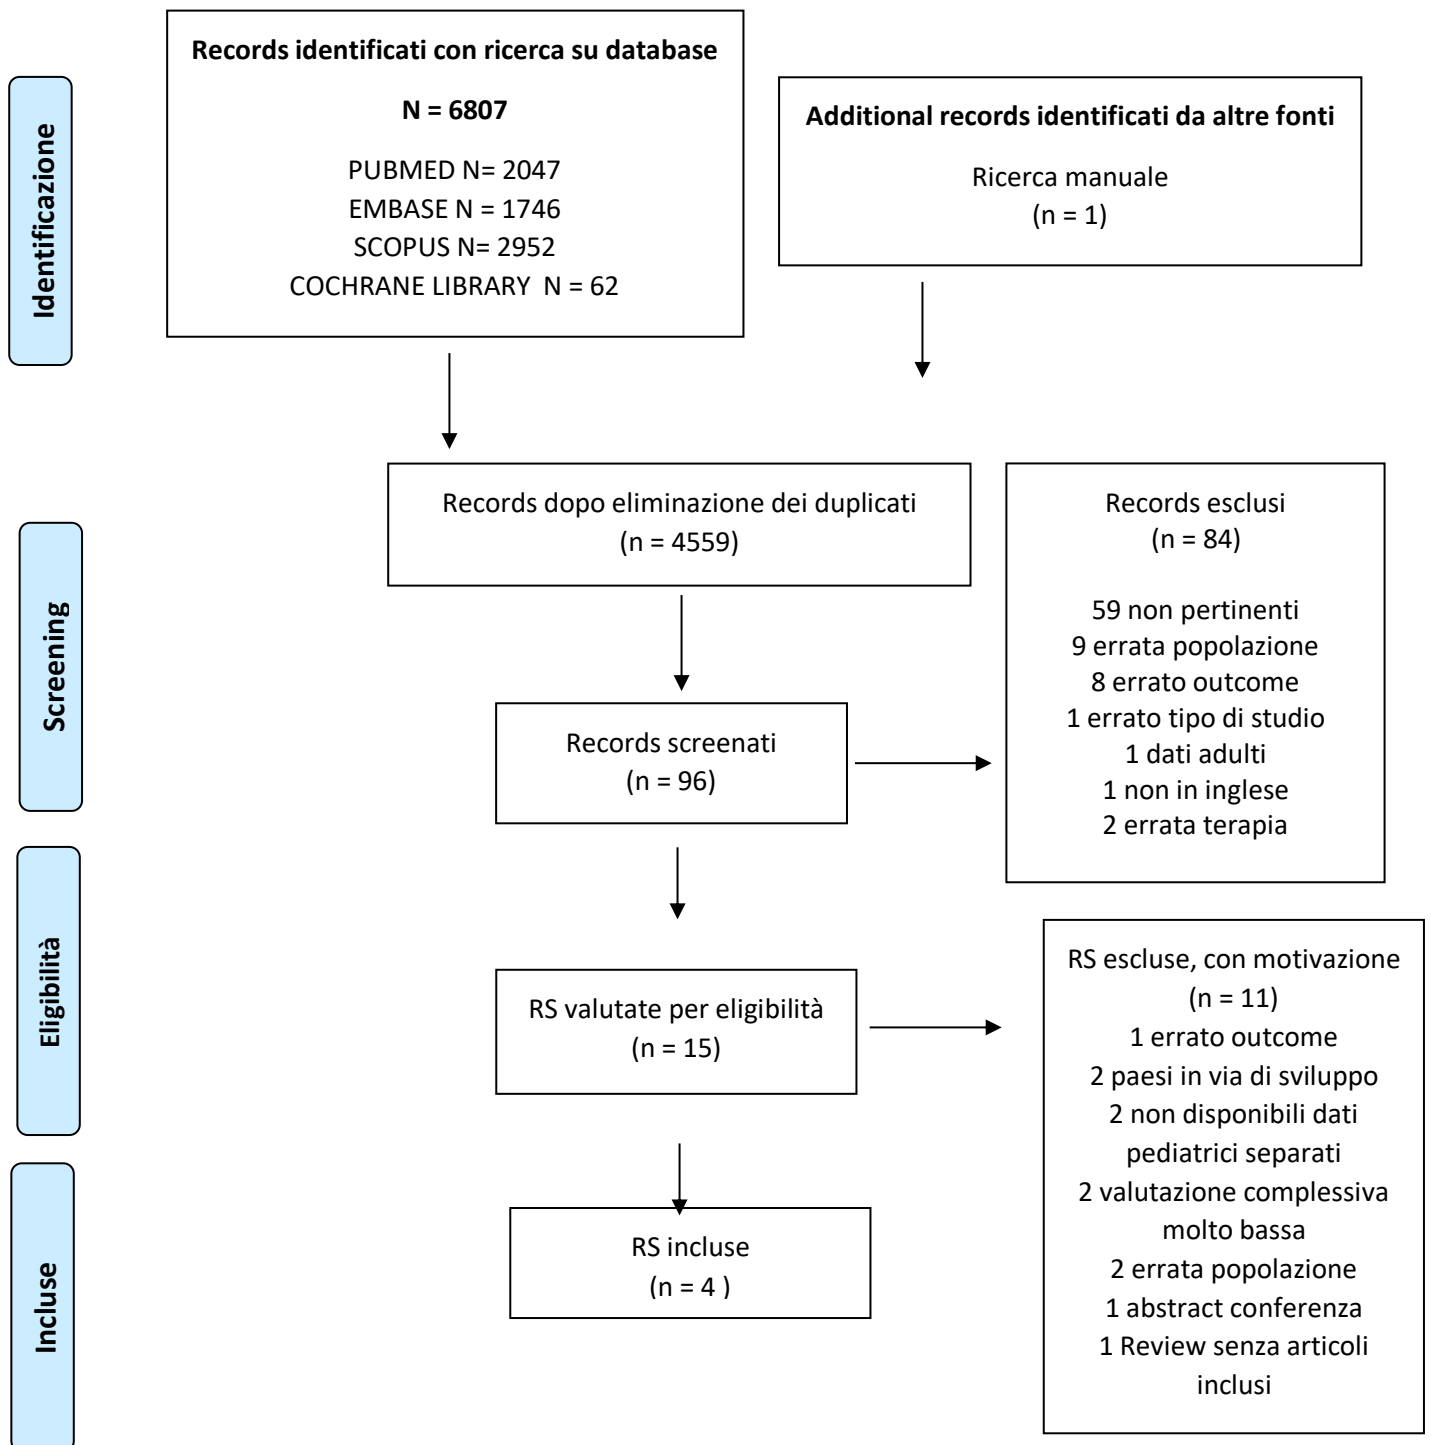 Identificazione
Records identificati con ricerca su database
N = 6807
PUBMED N= 2047
EMBASE N = 1746
SCOPUS N= 2952
COCHRANE LIBRARY  N = 62
Additional records identificati da altre fonti
Ricerca manuale
(n = 1)
Screening
Records dopo eliminazione dei duplicati
(n = 4559)
Records screenati
(n = 96)
Records esclusi
(n = 84)
59 non pertinenti
9 errata popolazione
8 errato outcome
1 errato tipo di studio
1 dati adulti
1 non in inglese
2 errata terapia
Eligibilità
RS valutate per eligibilità
(n = 15)
RS escluse, con motivazione
(n = 11)
1 errato outcome
2 paesi in via di sviluppo
2 non disponibili dati
pediatrici separati
2 valutazione complessiva
molto bassa
2 errata popolazione
1 abstract conferenza
1 Review senza articoli
inclusi
Incluse
RS incluse
(n = 4 )